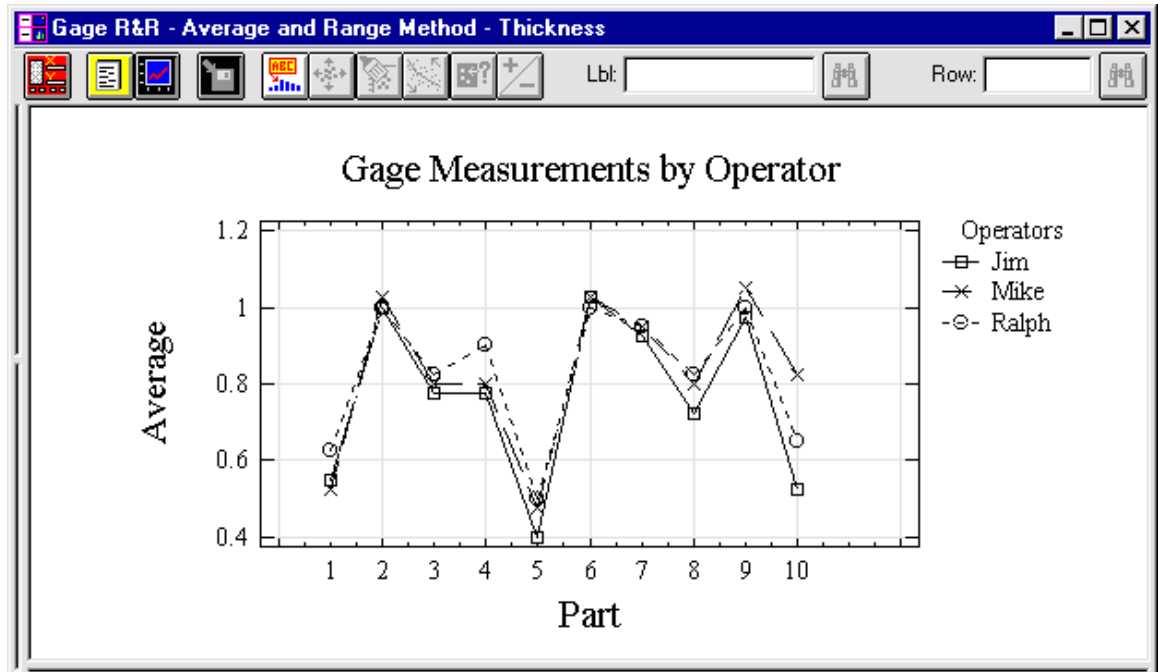 Gage R&R - Average and Range Method - Thickness
X
Y
ABC
?
+
Lbl:
Row:
Gage Measurements by Operator
1.2
1
0.8
0.6
0.4
Average
1 2 3 4 5 6 7 8 9 10
Part
Operators
Jim
Mike
Ralph